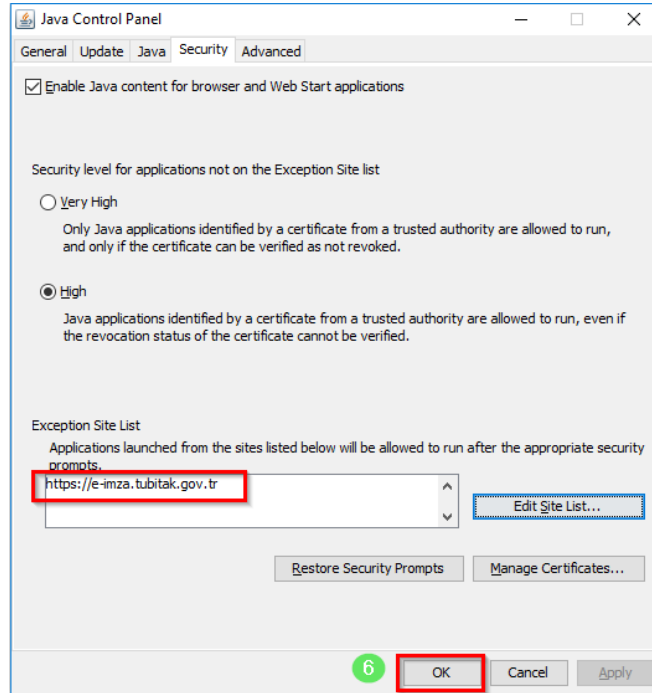 Java Control Panel
General Update Java Security Advanced
Enable Java content for browser and Web Start applications
Security level for applications not on the Exception Site list
Very High
Only Java applications identified by a certificate from a trusted authority are allowed to run,
and only if the certificate can be verified as not revoked.
High
Java applications identified by a certificate from a trusted authority are allowed to run, even if
the revocation status of the certificate cannot be verified.
Exception Site List
Applications launched from the sites listed below will be allowed to run after the appropriate security
prompts.
https://e-imza.tubitak.gov.tr
Edit Site List...
Restore Security Prompts Manage Certificates...
6 OK Cancel Apply